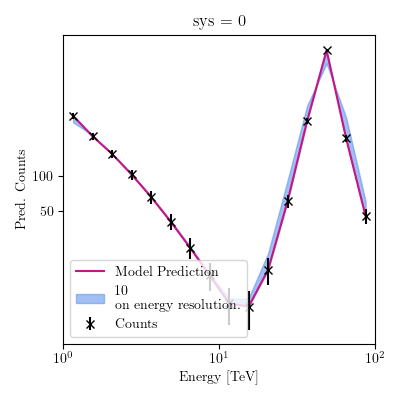 sys = 0
Pred. Counts
100
50
Model Prediction
10
on energy resolution.
Counts
10^0
10^1
10^2
Energy [TeV]